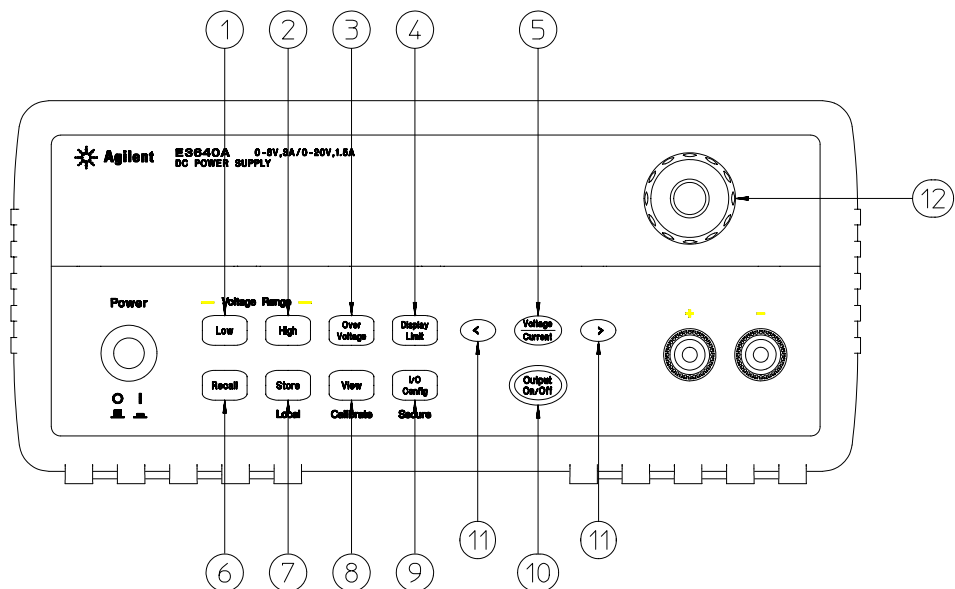 1 2 3 4 5
Agilent E3640A 0-8V,3A/0-20V,1.5A
DC POWER SUPPLY
12
Power
Voltage Range
+ -
Low High Over Voltage Display Limit < Voltage Current >
Recall Store View I/O Config Output On/Off
O I
Local Calibrate Secure
11 11
6 7 8 9 10